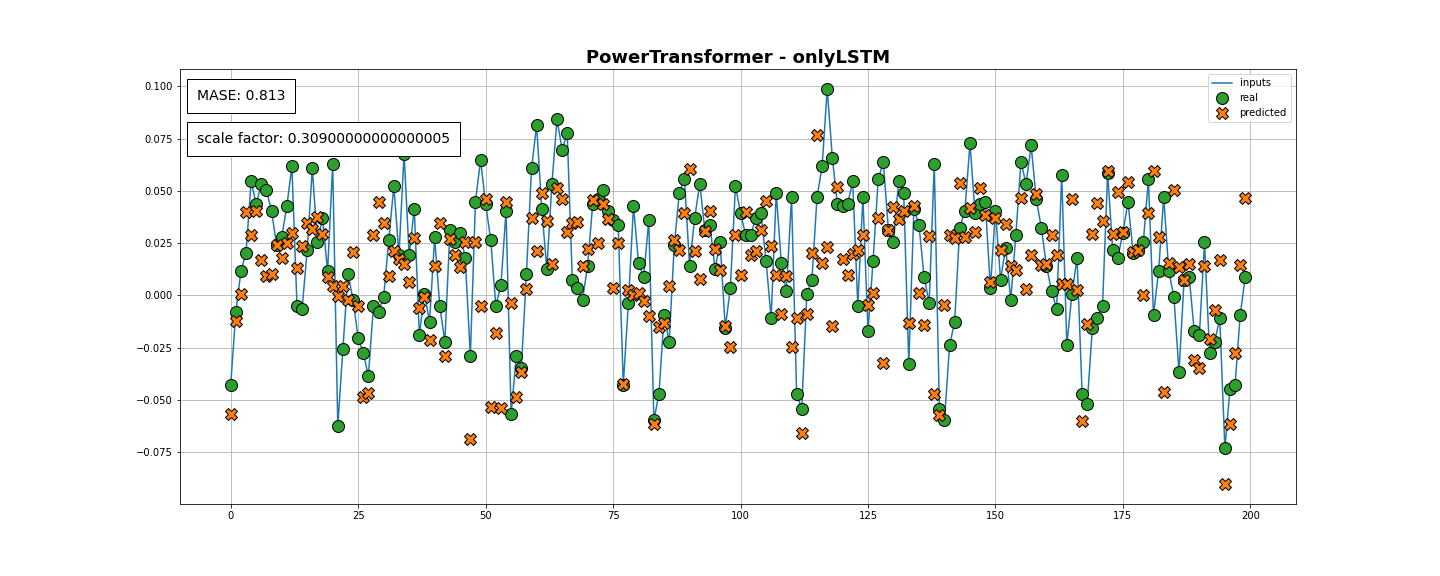 PowerTransformer - onlyLSTM
MASE: 0.813
scale factor: 0.30900000000000005
inputs
real
predicted
0.100
0.075
0.050
0.025
0.000
−0.025
−0.050
−0.075
0 25 50 75 100 125 150 175 200